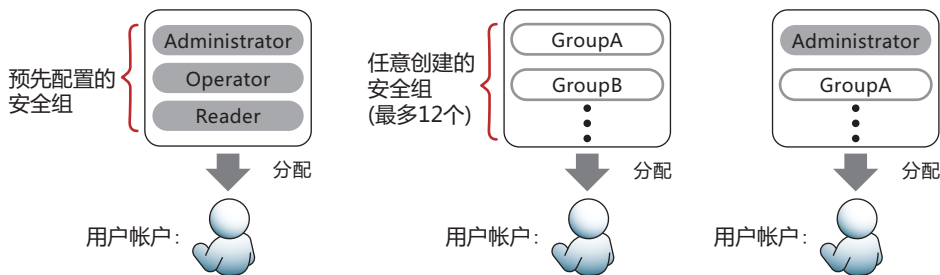 预先配置的
安全组
Administrator
Operator
Reader
分配
用户帐户：
任意创建的
安全组
(最多12个)
GroupA
GroupB
分配
用户帐户：
Administrator
GroupA
分配
用户帐户：